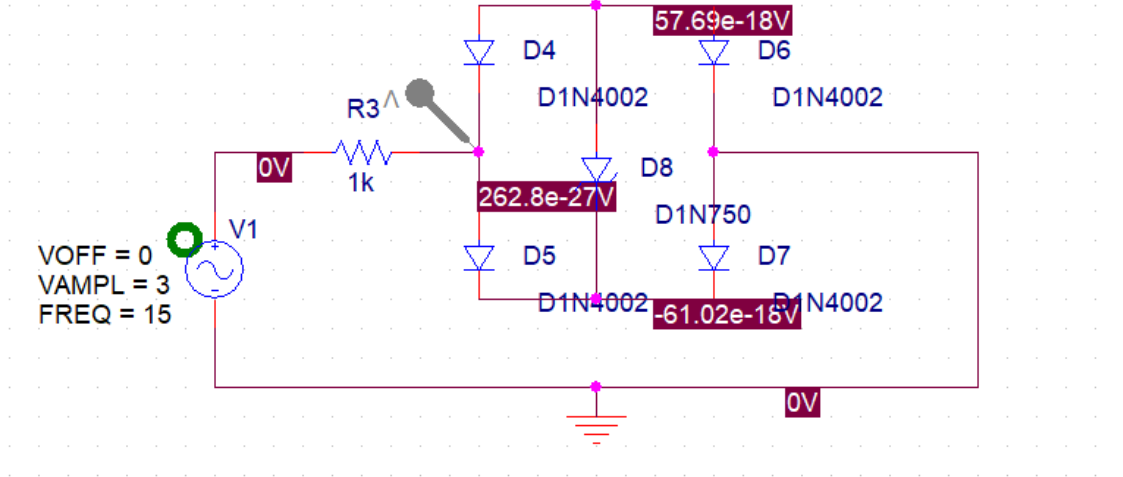 57.69e-18V
D4
D6
D1N4002
D1N4002
R3
V
0V
1k
D8
262.8e-27V
D1N750
V1
+
-
VOFF = 0
VAMPL = 3
FREQ = 15
D5
D7
D1N4002
D1N4002
-61.02e-18V
0V